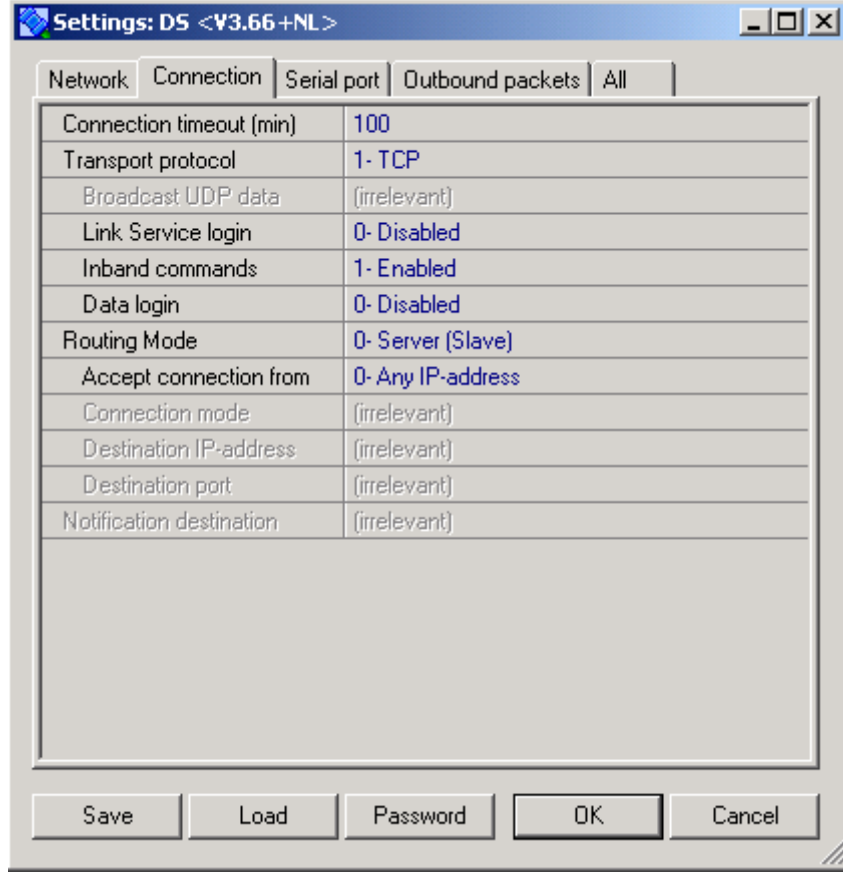 Settings: DS <V3.66+NL>
Network Connection Serial port Outbound packets All
Connection timeout (min) 100
Transport protocol 1- TCP
Broadcast UDP data (irrelevant)
Link Service login 0- Disabled
Inband commands 1- Enabled
Data login 0- Disabled
Routing Mode 0- Server (Slave)
Accept connection from 0- Any IP-address
Connection mode (irrelevant)
Destination IP-address (irrelevant)
Destination port (irrelevant)
Notification destination (irrelevant)
Save Load Password OK Cancel